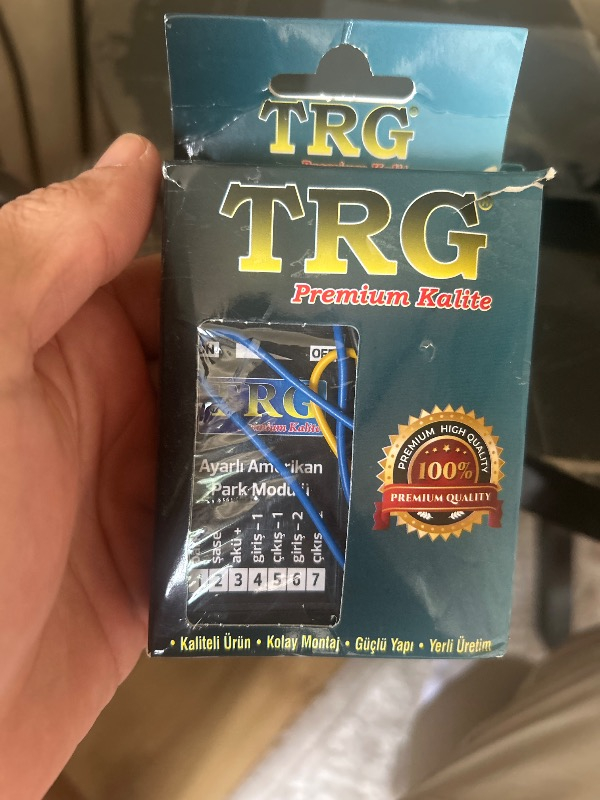 TRG
TRG®
Premium Kalite
OFF
TRG
Ayarlı Amerikan
Park Modülü
şase
akü +
giriş - 1
çıkış - 1
giriş - 2
çıkış
1 2 3 4 5 6 7
PREMIUM HIGH QUALITY
100%
PREMIUM QUALITY
• Kaliteli Ürün • Kolay Montaj • Güçlü Yapı • Yerli Üretim